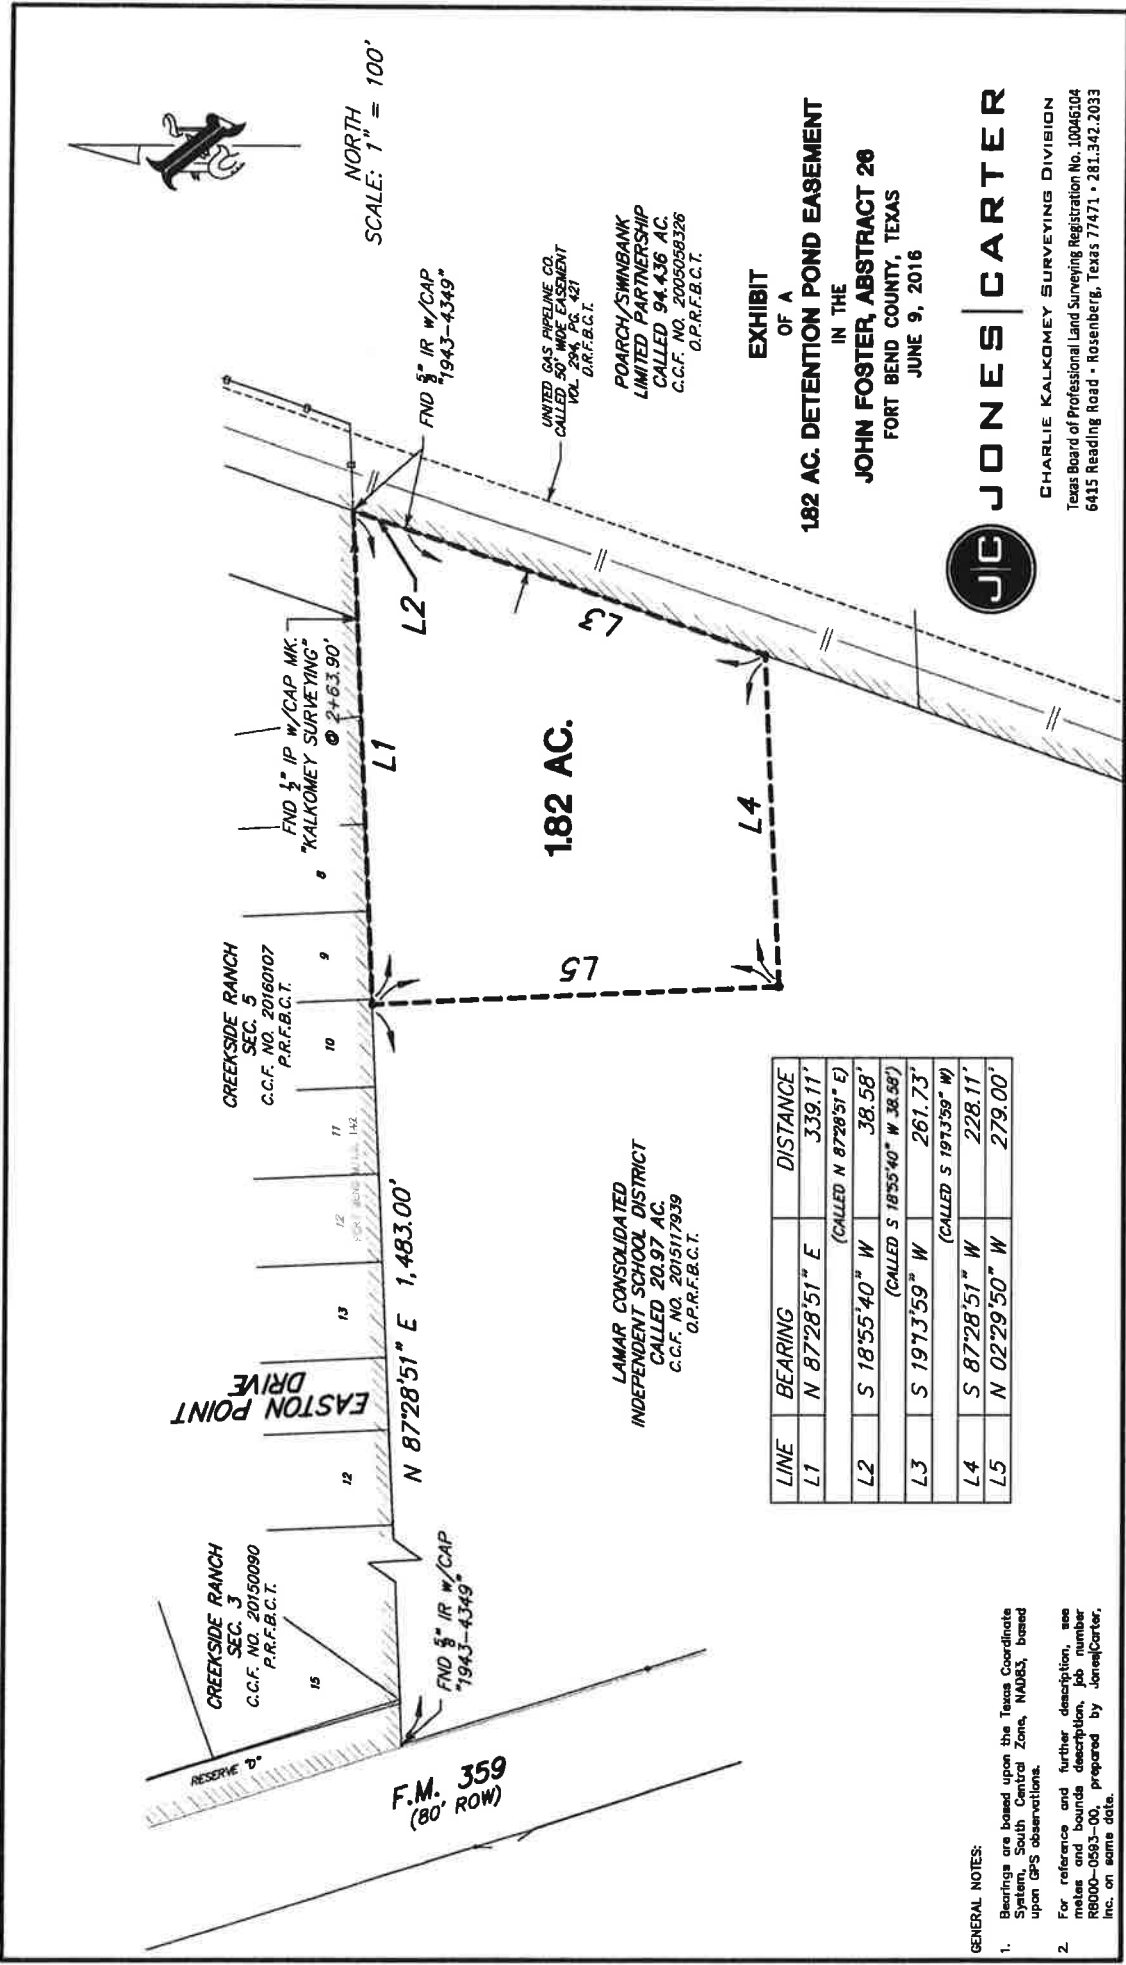 NORTH
SCALE: 1" = 100'
CREEKSIDE RANCH
SEC. 3
C.C.F. NO. 20150090
P.R.F.B.C.T.
RESERVE "D"
15
12
EASTON POINT
DRIVE
13
12
11
10
9
8
CREEKSIDE RANCH
SEC. 5
C.C.F. NO. 20160107
P.R.F.B.C.T.
FND ½" IP w/CAP MK.
"KALKOMEY SURVEYING"
@ 2+63.90'
FND ⅝" IR w/CAP
"1943-4349"
UNITED GAS PIPELINE CO.
CALLED 50' WIDE EASEMENT
VOL. 294, PG. 421
D.R.F.B.C.T.
POARCH/SWINBANK
LIMITED PARTNERSHIP
CALLED 94.436 AC.
C.C.F. NO. 2005058326
O.P.R.F.B.C.T.
N 87°28'51" E 1,483.00'
FND ⅝" IR w/CAP
"1943-4349"
F.M. 359
(80' ROW)
L1
L2
L3
L4
L5
1.82 AC.
LAMAR CONSOLIDATED
INDEPENDENT SCHOOL DISTRICT
CALLED 20.97 AC.
C.C.F. NO. 2015117939
O.P.R.F.B.C.T.
LINE BEARING DISTANCE
L1 N 87°28'51" E 339.11'
(CALLED N 87°28'51" E)
L2 S 18°55'40" W 38.58'
(CALLED S 18°55'40" W 38.58')
L3 S 19°13'59" W 261.73'
(CALLED S 19°13'59" W)
L4 S 87°28'51" W 228.11'
L5 N 02°29'50" W 279.00'
GENERAL NOTES:
1. Bearings are based upon the Texas Coordinate
System, South Central Zone, NAD83, based
upon GPS observations.
2. For reference and further description, see
metes and bounds description, job number
R8000-0593-00, prepared by Jones|Carter,
Inc. on same date.
EXHIBIT
OF A
1.82 AC. DETENTION POND EASEMENT
IN THE
JOHN FOSTER, ABSTRACT 26
FORT BEND COUNTY, TEXAS
JUNE 9, 2016
J|C JONES|CARTER
CHARLIE KALKOMEY SURVEYING DIVISION
Texas Board of Professional Land Surveying Registration No. 10046104
6415 Reading Road • Rosenberg, Texas 77471 • 281.342.2033